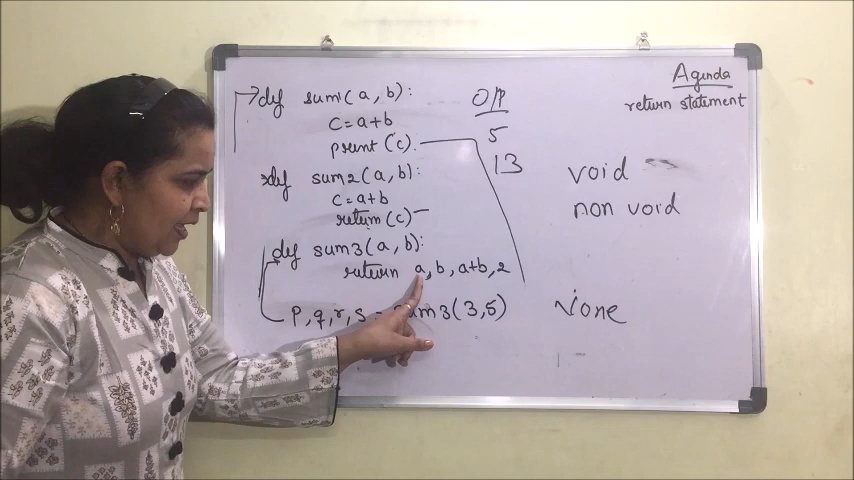 def sum1(a, b):
c=a+b
print (c).
def sum2(a, b):
c=a+b
return (c)
def sum3(a, b):
return a, b, a+b, 2
p, q, r, s = sum3(3,5)
O/P
5
13
Agenda
return statement
void
non void
None